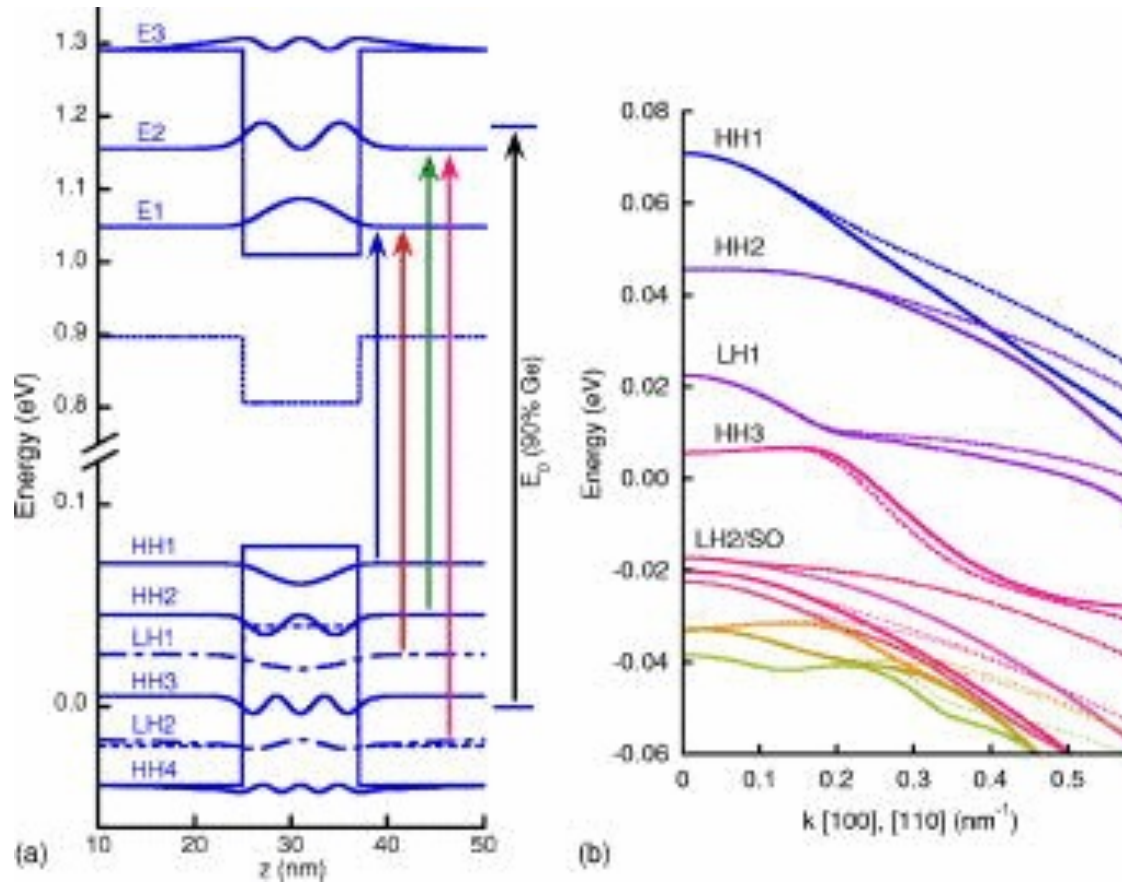 1.3
1.2
1.1
1.0
0.9
0.8
0.1
0.0
Energy (eV)
E3
E2
E1
HH1
HH2
LH1
HH3
LH2
HH4
E₀ (90% Ge)
10 20 30 40 50
z (nm)
(a)
0.08
0.06
0.04
0.02
0.00
-0.02
-0.04
-0.06
Energy (eV)
HH1
HH2
LH1
HH3
LH2/SO
0 0.1 0.2 0.3 0.4 0.5
k [100], [110] (nm⁻¹)
(b)